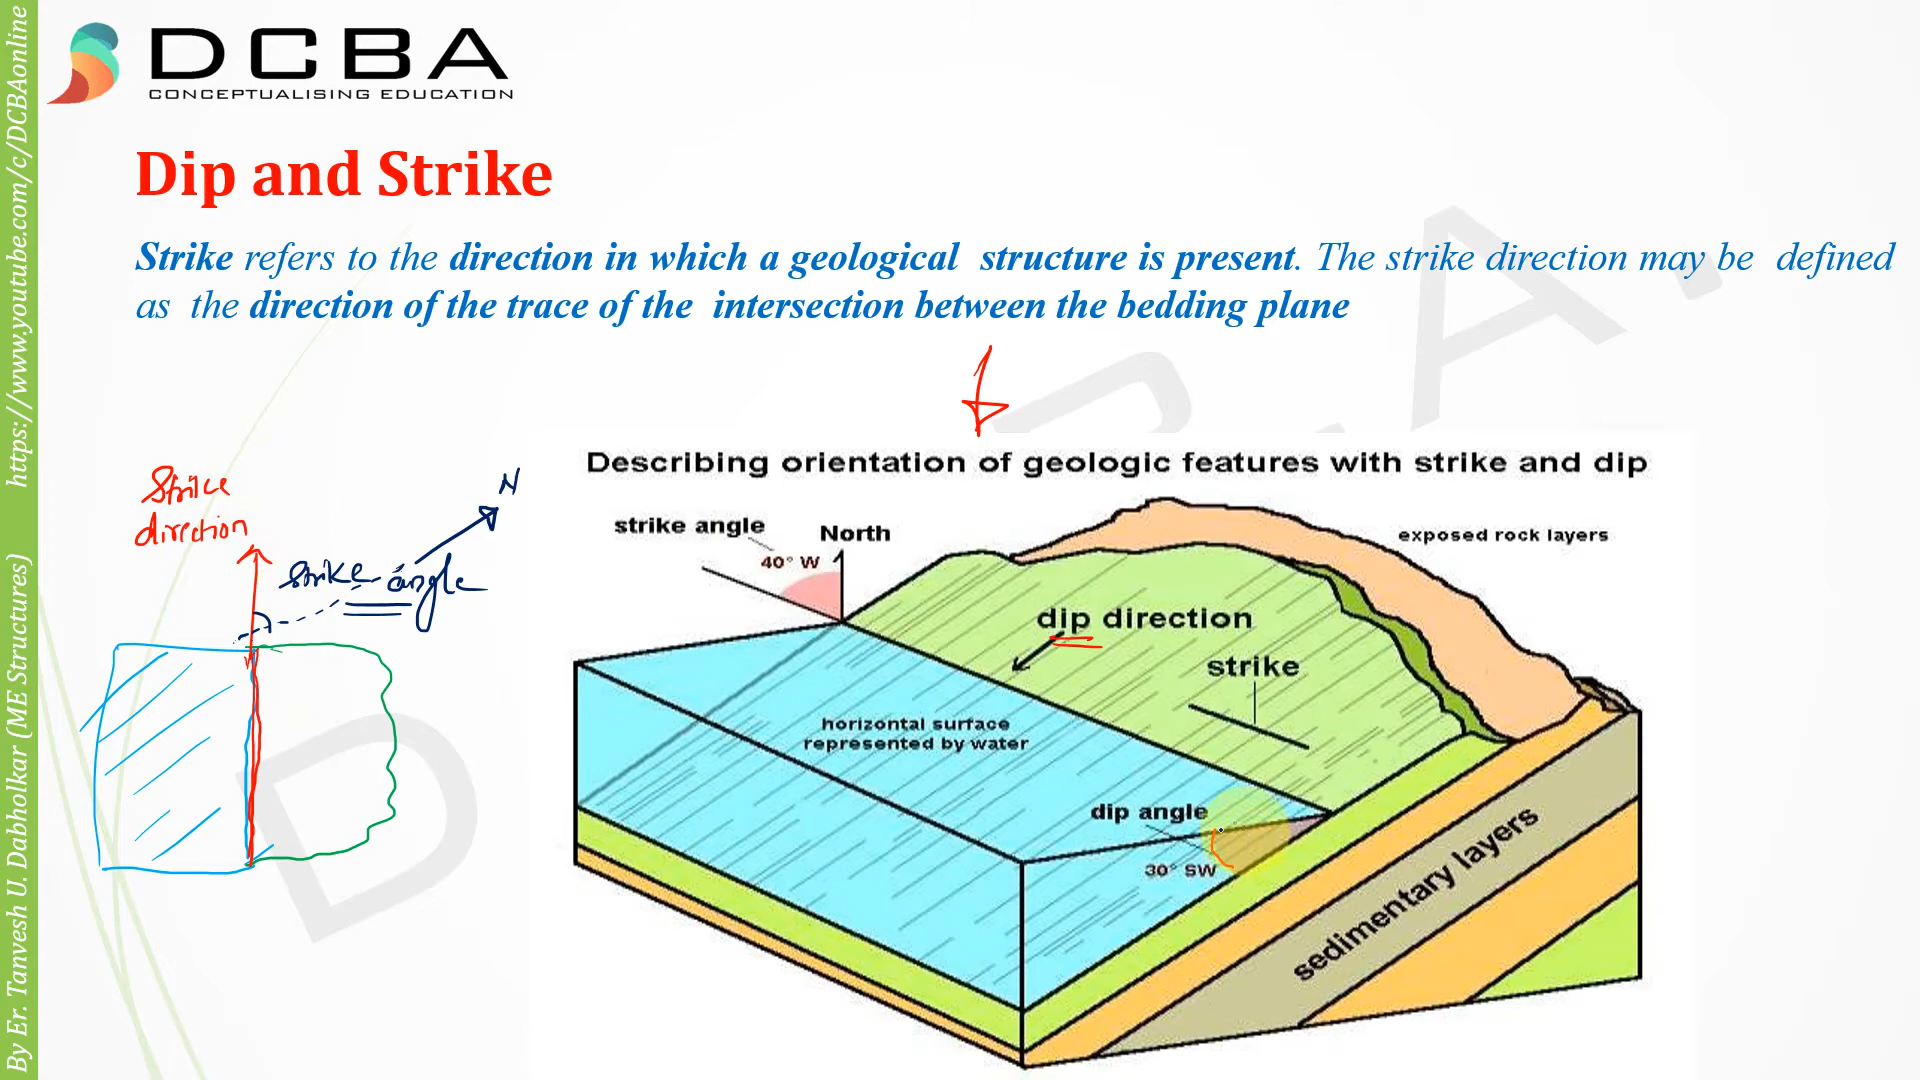 By Er. Tanvesh U. Dabholkar (ME Structures) https://www.youtube.com/c/DCBAonline
DCBA
CONCEPTUALISING EDUCATION
Dip and Strike
Strike refers to the direction in which a geological structure is present. The strike direction may be defined
as the direction of the trace of the intersection between the bedding plane
Describing orientation of geologic features with strike and dip
Strike
direction
N
strike angle
strike angle
North
40° W
exposed rock layers
dip direction
strike
horizontal surface
represented by water
dip angle
30° SW
sedimentary layers